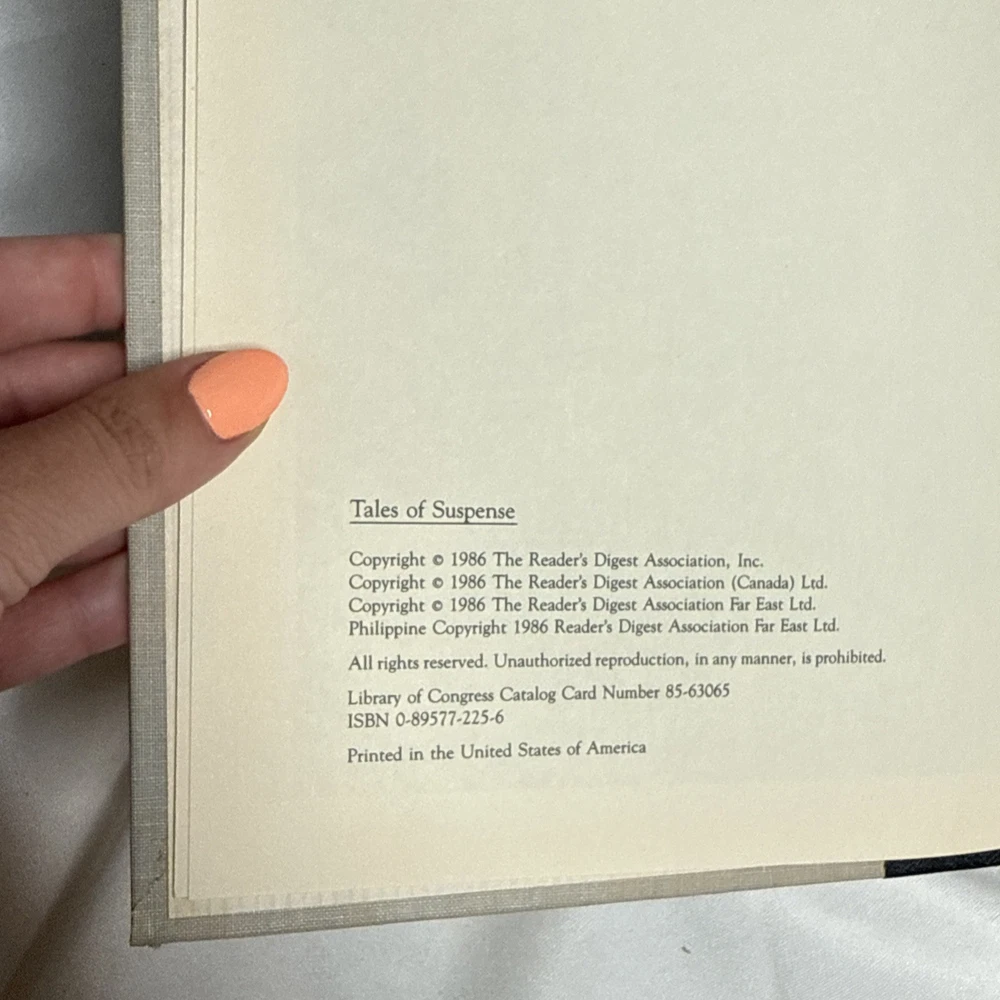 Tales of Suspense
Copyright © 1986 The Reader's Digest Association, Inc.
Copyright © 1986 The Reader's Digest Association (Canada) Ltd.
Copyright © 1986 The Reader's Digest Association Far East Ltd.
Philippine Copyright 1986 Reader's Digest Association Far East Ltd.
All rights reserved. Unauthorized reproduction, in any manner, is prohibited.
Library of Congress Catalog Card Number 85-63065
ISBN 0-89577-225-6
Printed in the United States of America